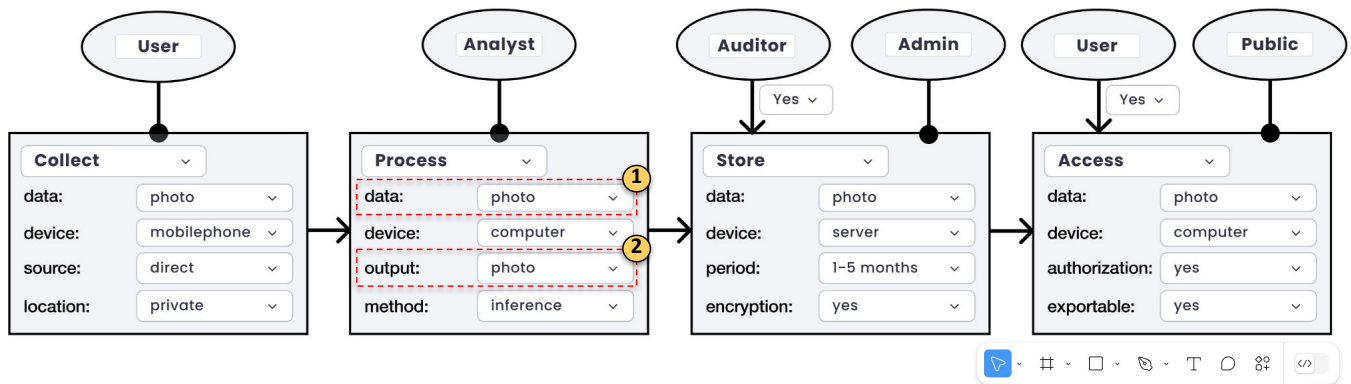 User
Analyst
Auditor
Admin
User
Public
Yes
Yes
Collect
data: photo
device: mobilephone
source: direct
location: private
Process
1
data: photo
device: computer
2
output: photo
method: inference
Store
data: photo
device: server
period: 1-5 months
encryption: yes
Access
data: photo
device: computer
authorization: yes
exportable: yes
T
</>